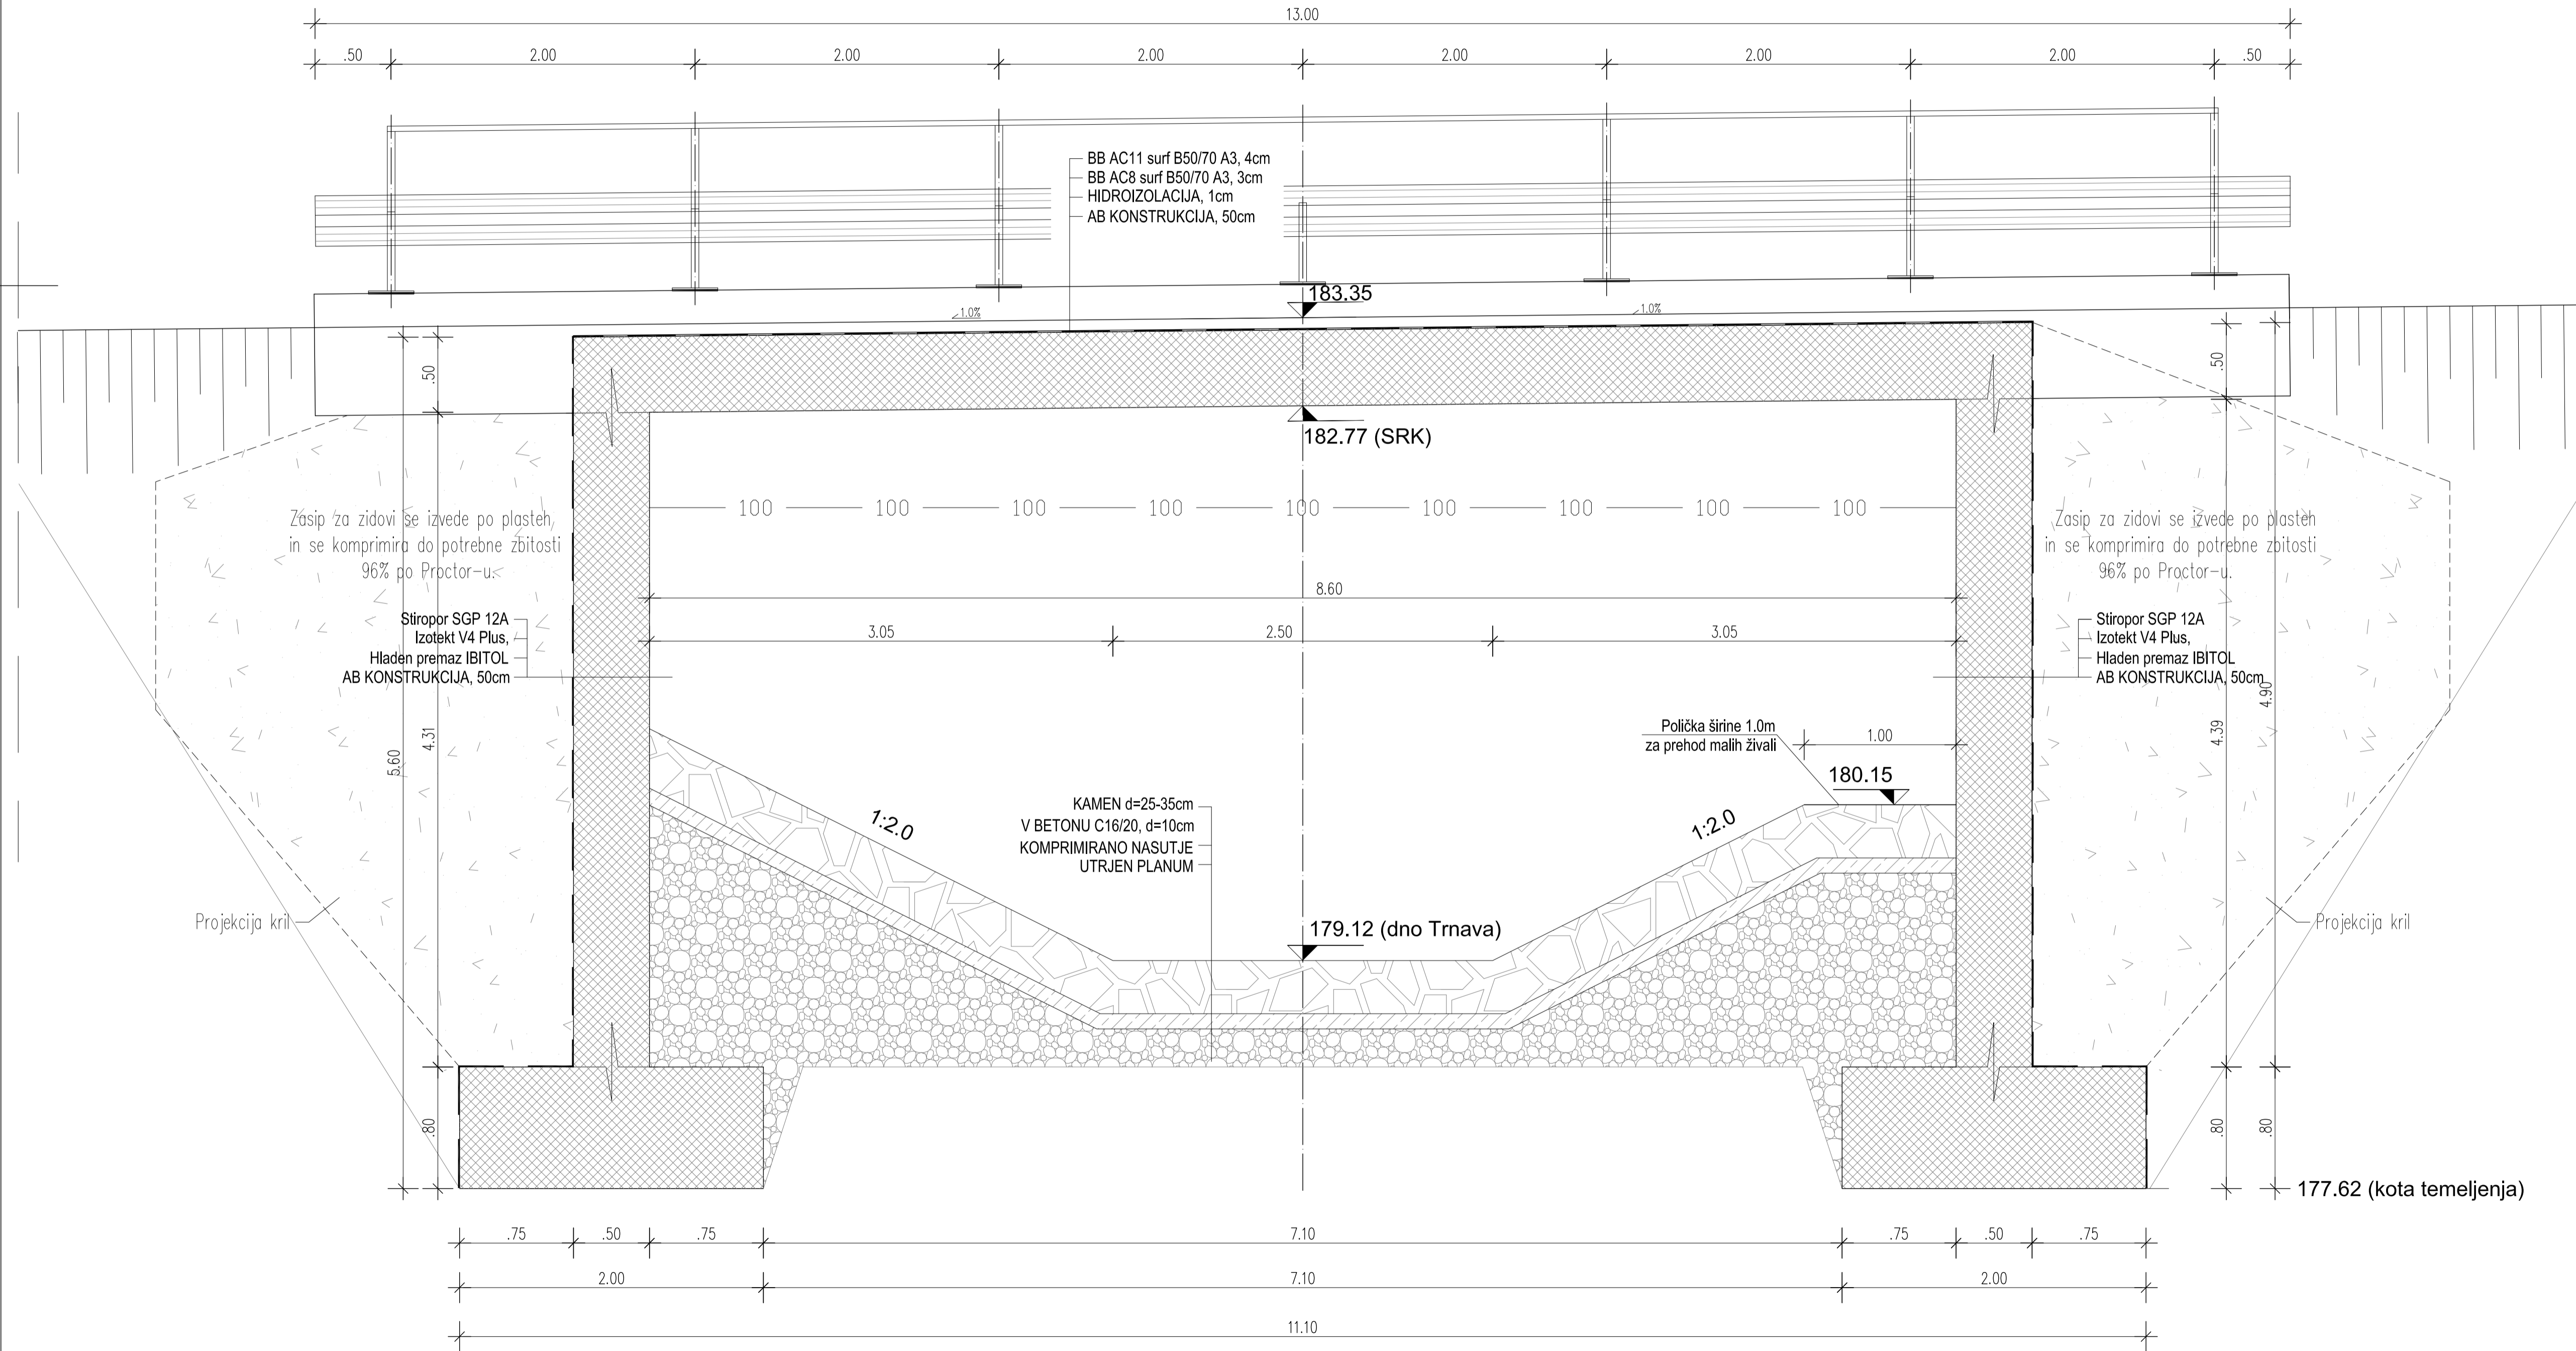 13.00
.50 2.00 2.00 2.00 2.00 2.00 2.00 .50
BB AC11 surf B50/70 A3, 4cm
BB AC8 surf B50/70 A3, 3cm
HIDROIZOLACIJA, 1cm
AB KONSTRUKCIJA, 50cm
183.35
1.0% 1.0%
.50 .50
182.77 (SRK)
100 100 100 100 100 100 100 100 100
Zasip za zidovi se izvede po plasteh
in se komprimira do potrebne zbitosti
96% po Proctor-u.
Zasip za zidovi se izvede po plasteh
in se komprimira do potrebne zbitosti
96% po Proctor-u.
8.60
3.05 2.50 3.05
Stiropor SGP 12A
Izotekt V4 Plus,
Hladen premaz IBITOL
AB KONSTRUKCIJA, 50cm
Stiropor SGP 12A
Izotekt V4 Plus,
Hladen premaz IBITOL
AB KONSTRUKCIJA, 50cm
5.60
4.31
4.39
4.90
Polička širine 1.0m
za prehod malih živali
1.00
180.15
1:2.0
1:2.0
KAMEN d=25-35cm
V BETONU C16/20, d=10cm
KOMPRIMIRANO NASUTJE
UTRJEN PLANUM
179.12 (dno Trnava)
Projekcija kril
Projekcija kril
.80 .80 .80
177.62 (kota temeljenja)
.75 .50 .75 7.10 .75 .50 .75
2.00 7.10 2.00
11.10